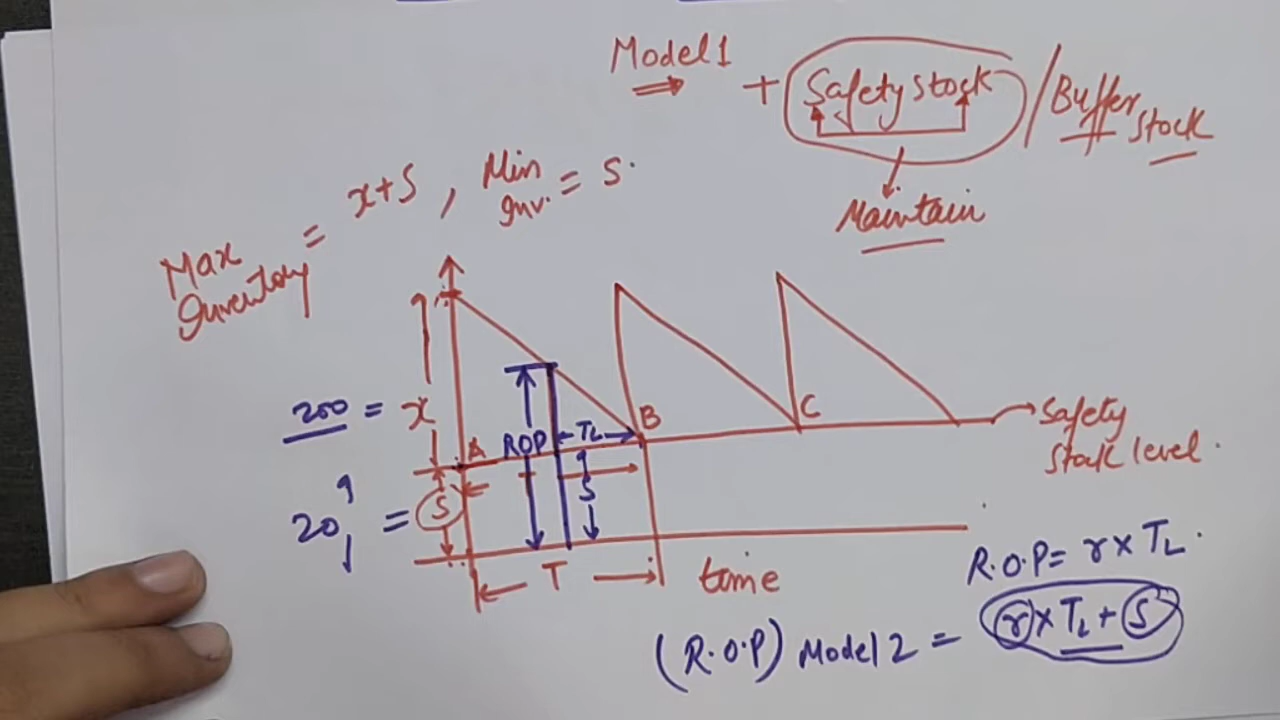 Model 1
+ Safety stock / Buffer stock
Maintain
Max Inventory = x+S, Min Inv. = S.
200 = x
A
B
C
ROP
TL
Safety stock level.
20 = S
S
T
time
R.O.P = r x TL.
(R.O.P) Model 2 = r x TL + S